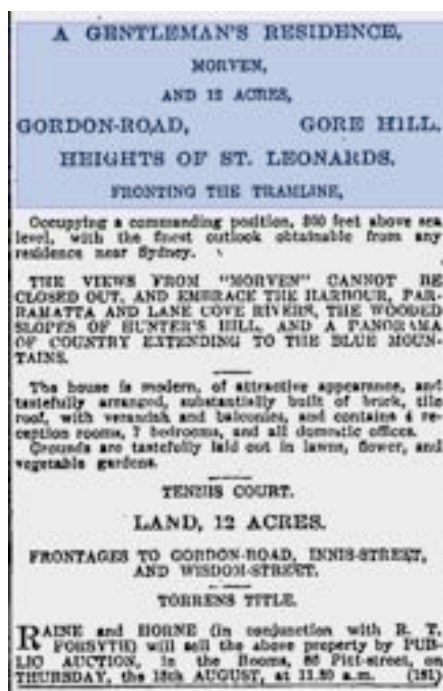 A GENTLEMAN'S RESIDENCE,
MORVEN,
AND 12 ACRES,
GORDON-ROAD, GORE HILL,
HEIGHTS OF ST. LEONARDS,
FRONTING THE TRAMLINE,
Occupying a commanding position, 350 feet above sea
level, with the finest outlook obtainable from any
residence near Sydney.
THE VIEWS FROM "MORVEN" CANNOT BE
CLOSED OUT, AND EMBRACE THE HARBOUR, PAR-
RAMATTA AND LANE COVE RIVERS, THE WOODED
SLOPES OF HUNTER'S HILL, AND A PANORAMA
OF COUNTRY EXTENDING TO THE BLUE MOUN-
TAINS.
The house is modern, of attractive appearance, and
tastefully arranged, substantially built of brick, tile
roof, with verandah and balconies, and contains 4 re-
ception rooms, 7 bedrooms, and all domestic offices.
Grounds are tastefully laid out in lawns, flower, and
vegetable gardens.
TENNIS COURT.
LAND, 12 ACRES.
FRONTAGES TO GORDON-ROAD, INNIS-STREET,
AND WISDOM-STREET.
TORRENS TITLE.
RAINE and HORNE (in conjunction with R. T.
FORSYTH) will sell the above property by PUB-
LIC AUCTION, in the Rooms, Pitt-street, on
THURSDAY, the 18th AUGUST, at 11.30 a.m. (181)